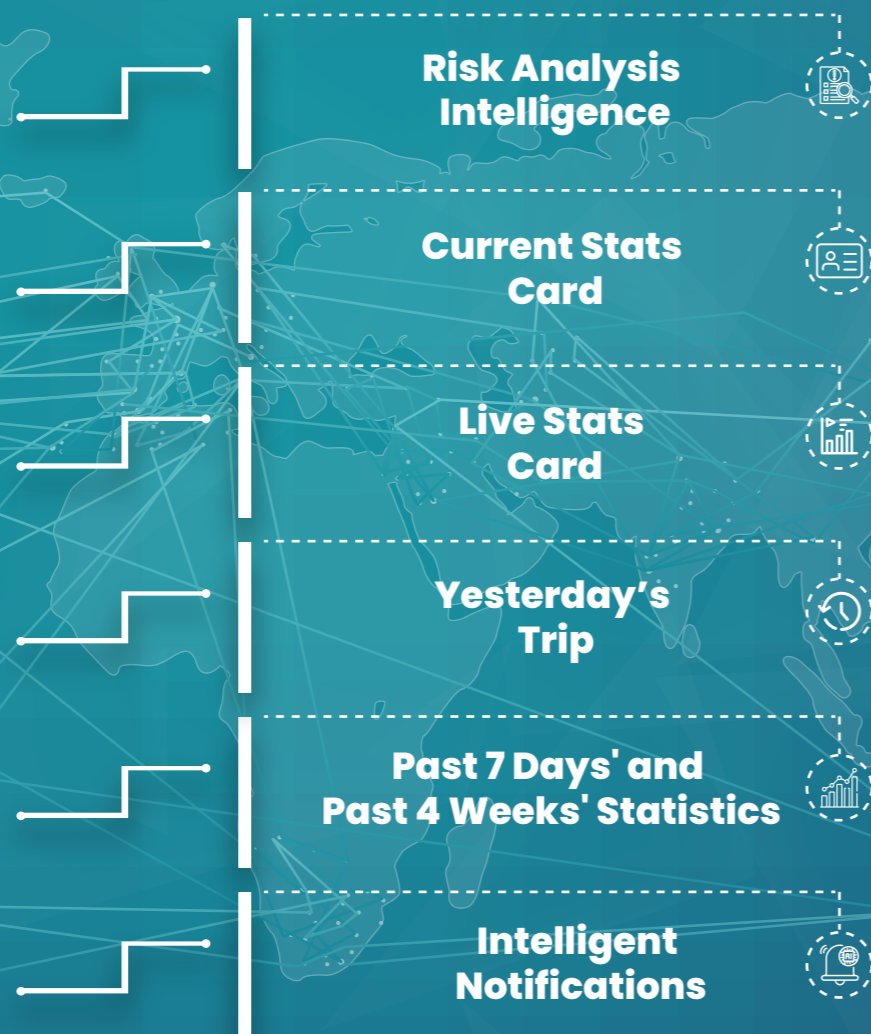 Risk Analysis
Intelligence
Current Stats
Card
Live Stats
Card
Yesterday’s
Trip
Past 7 Days' and
Past 4 Weeks' Statistics
Intelligent
Notifications
AI